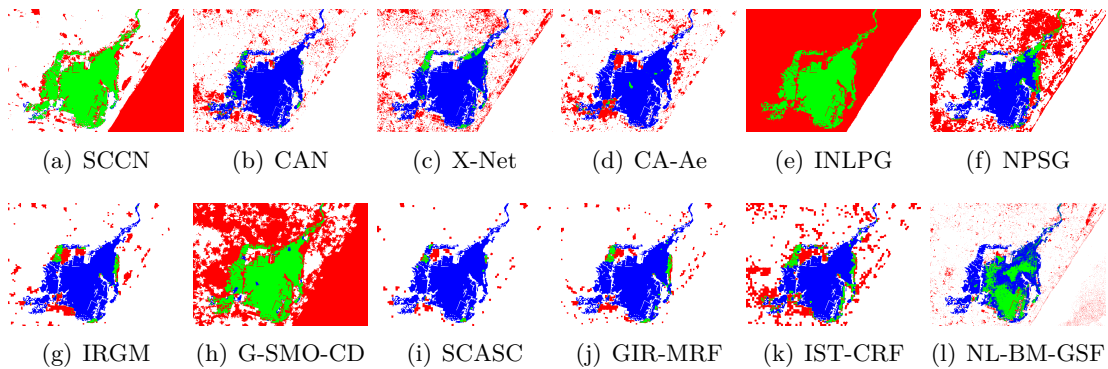 (a) SCCN (b) CAN (c) X-Net (d) CA-Ae (e) INLPG (f) NPSG
(g) IRGM (h) G-SMO-CD (i) SCASC (j) GIR-MRF (k) IST-CRF (l) NL-BM-GSF